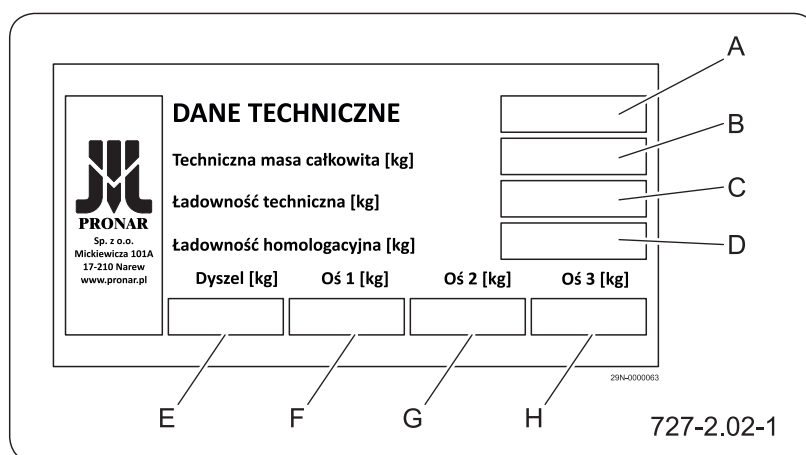 A
DANE TECHNICZNE
B
Techniczna masa całkowita [kg]
C
Ładowność techniczna [kg]
D
Ładowność homologacyjna [kg]
PRONAR
Sp. z o.o.
Mickiewicza 101A
17-210 Narew
www.pronar.pl
Dyszel [kg] Oś 1 [kg] Oś 2 [kg] Oś 3 [kg]
29N-0000063
E F G H
727-2.02-1